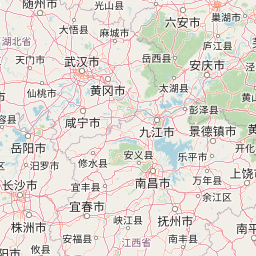 随州市
光山县
六安市
巢湖市
湖北省
大悟县
麻城市
庐江县
天门市
武汉市
岳西县
安庆市
仙桃市
黄冈市
太湖县
黄山
彭泽县
咸宁市
九江市
景德镇市
容县
岳阳市
开化
安义县
乐平市
汨罗市
修水县
长沙市
宜丰县
南昌市
万年县
上饶市
余江区
株洲市
宜春市
峡江县
抚州市
攸县
安福县
江西省
南平